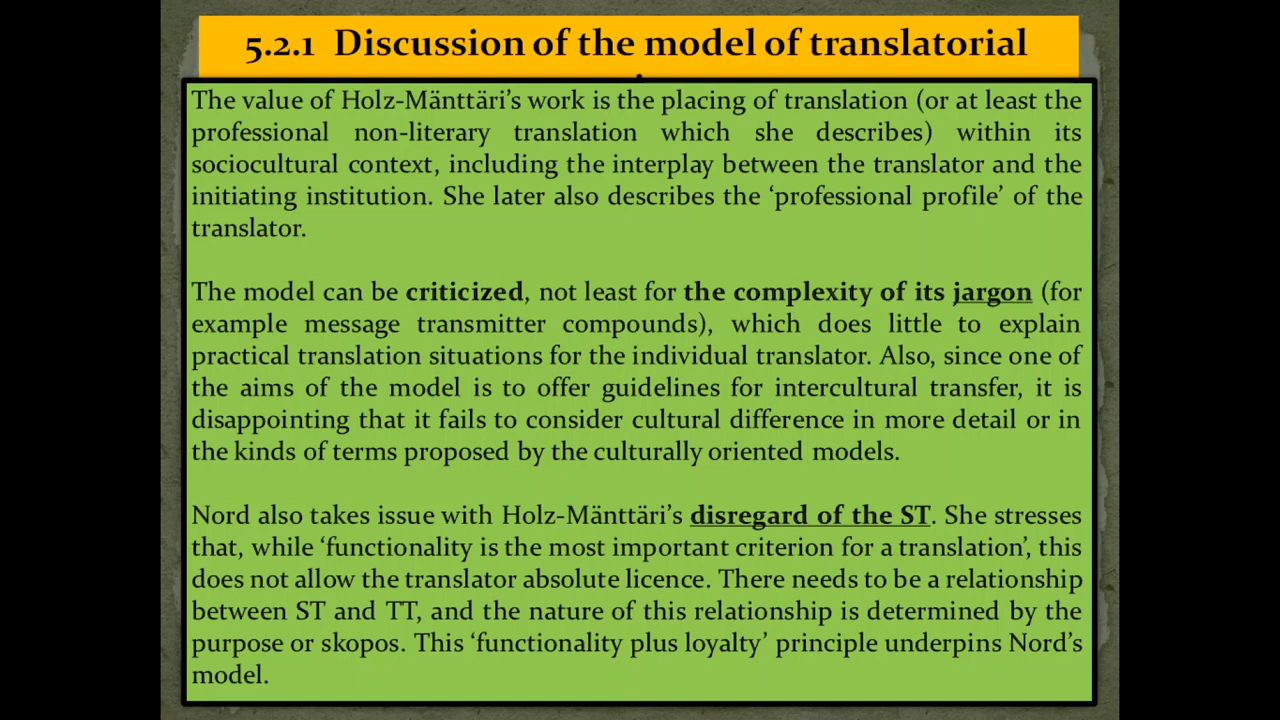 5.2.1 Discussion of the model of translatorial
The value of Holz-Mänttäri’s work is the placing of translation (or at least the
professional non-literary translation which she describes) within its
sociocultural context, including the interplay between the translator and the
initiating institution. She later also describes the ‘professional profile’ of the
translator.
The model can be criticized, not least for the complexity of its jargon (for
example message transmitter compounds), which does little to explain
practical translation situations for the individual translator. Also, since one of
the aims of the model is to offer guidelines for intercultural transfer, it is
disappointing that it fails to consider cultural difference in more detail or in
the kinds of terms proposed by the culturally oriented models.
Nord also takes issue with Holz-Mänttäri’s disregard of the ST. She stresses
that, while ‘functionality is the most important criterion for a translation’, this
does not allow the translator absolute licence. There needs to be a relationship
between ST and TT, and the nature of this relationship is determined by the
purpose or skopos. This ‘functionality plus loyalty’ principle underpins Nord’s
model.